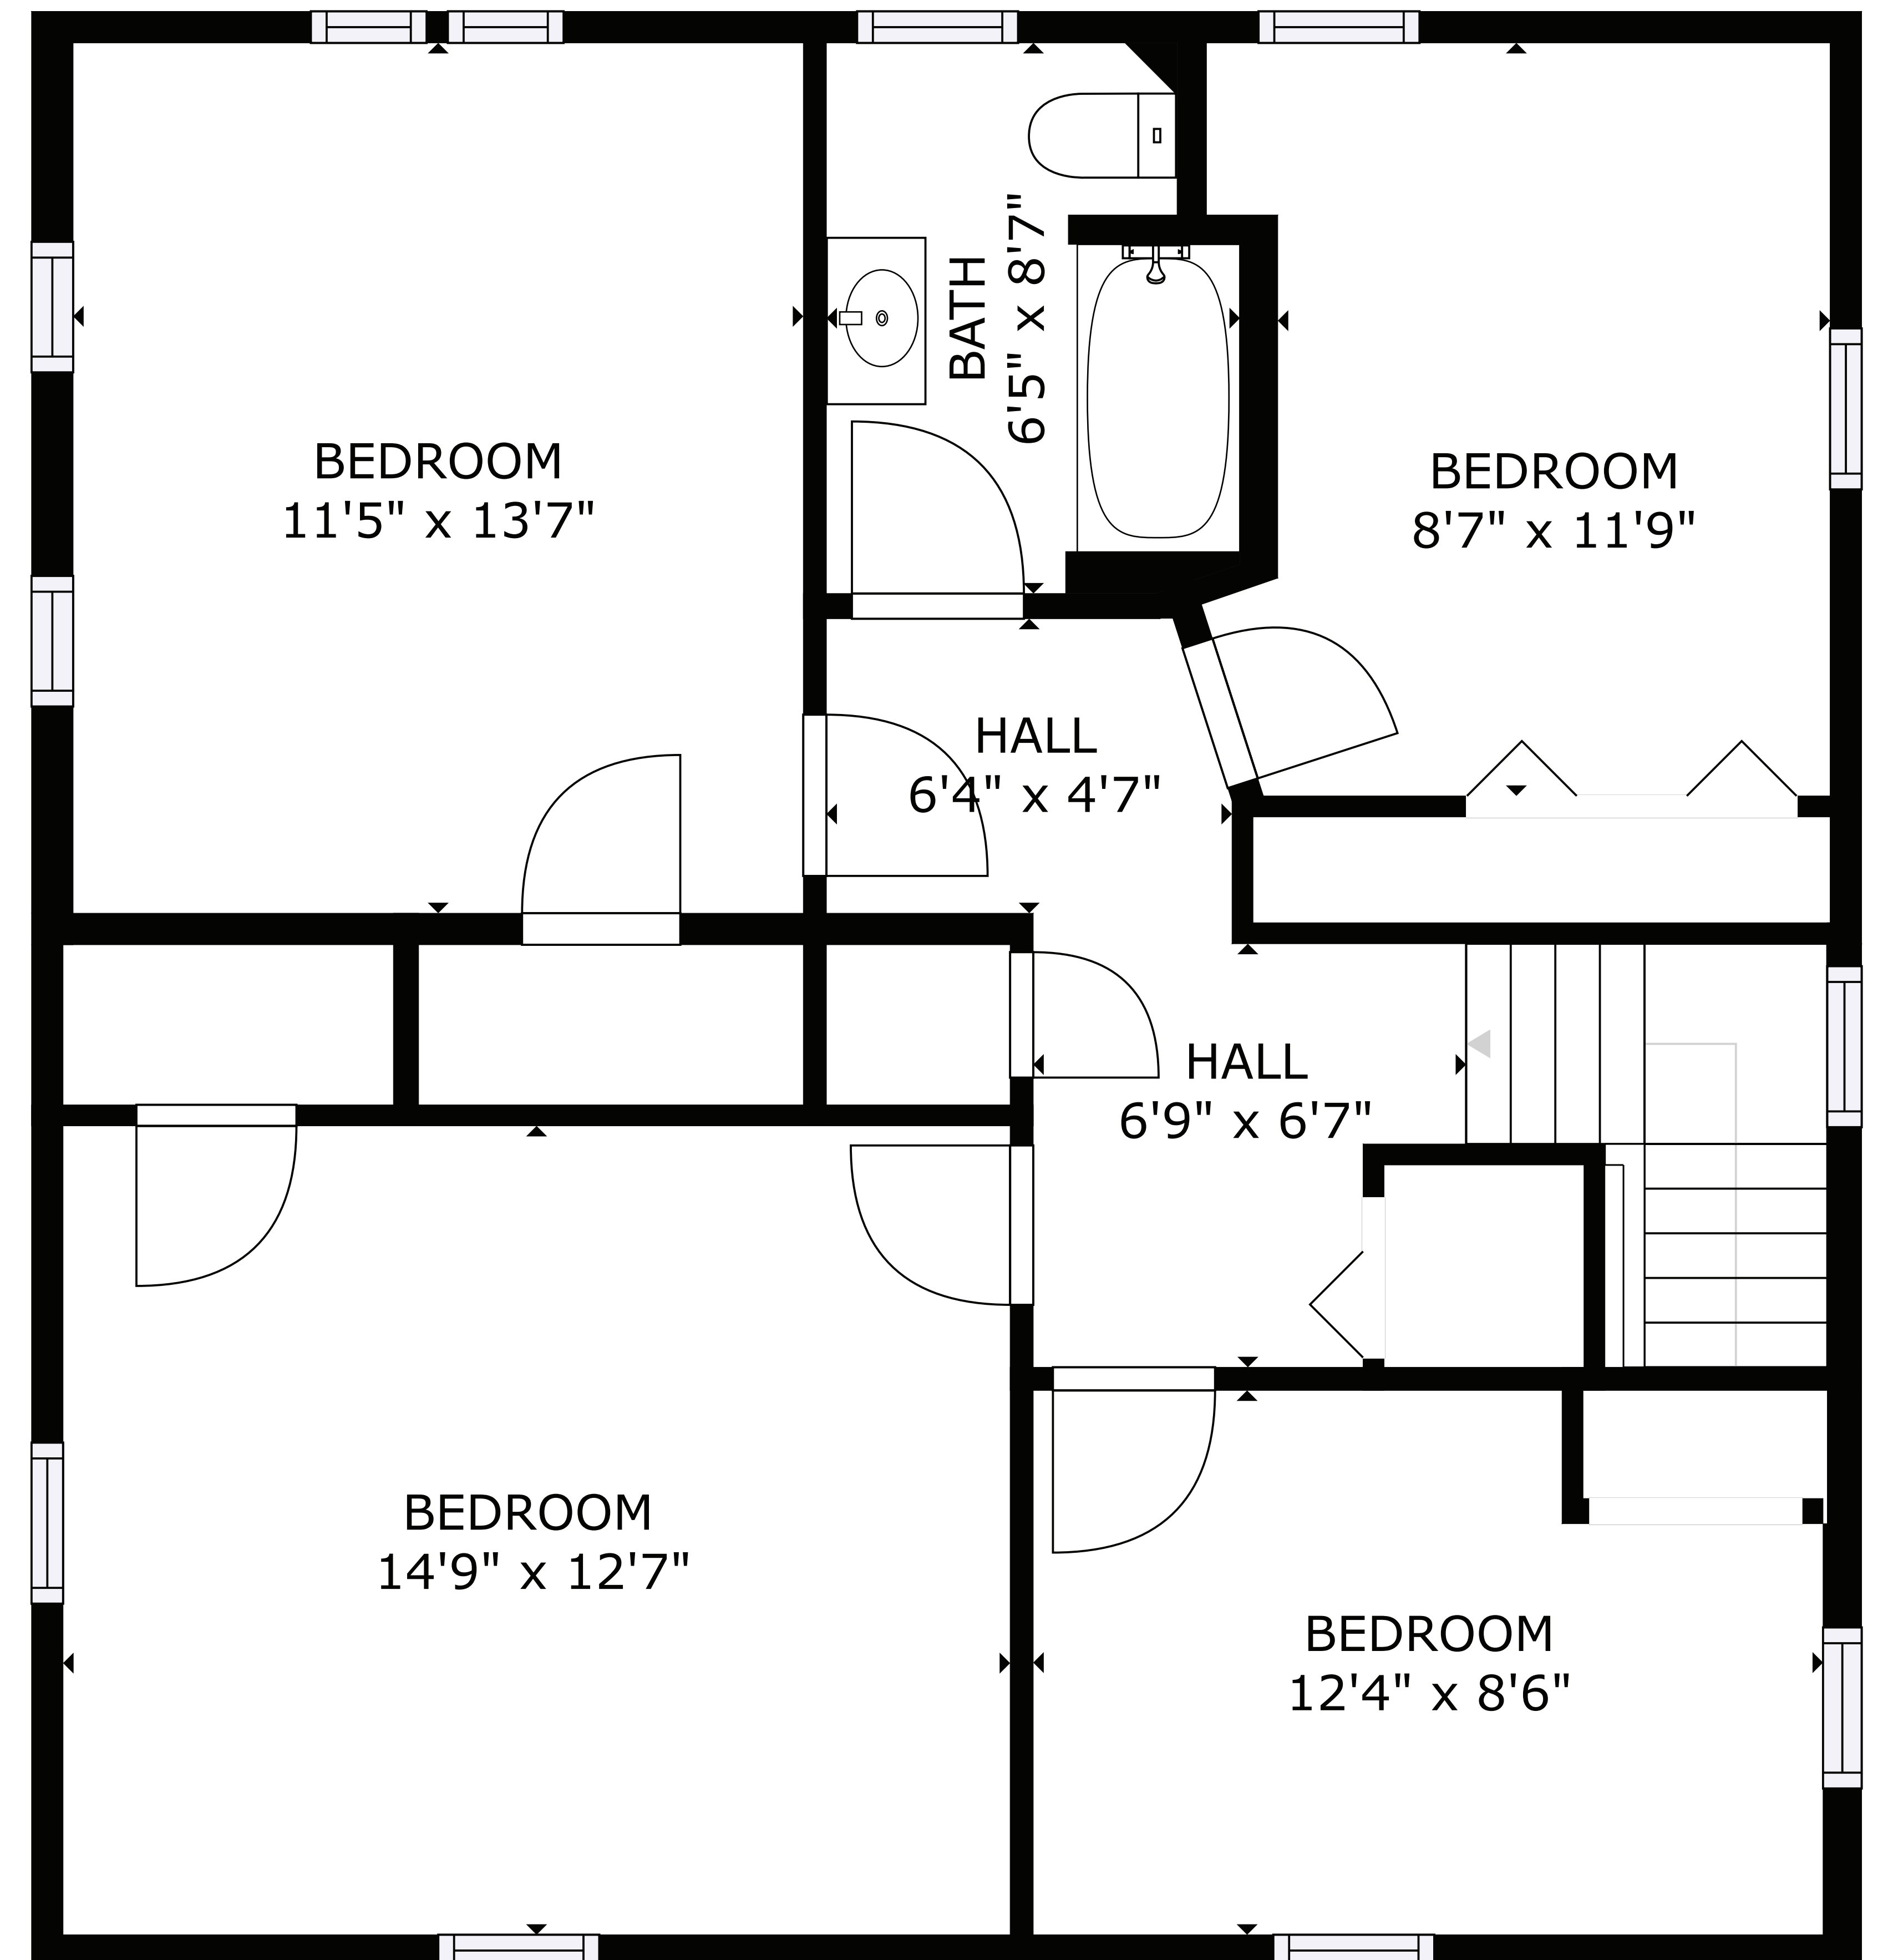 BATH
6'5" x 8'7"
BEDROOM
11'5" x 13'7"
BEDROOM
8'7" x 11'9"
HALL
6'4" x 4'7"
HALL
6'9" x 6'7"
BEDROOM
14'9" x 12'7"
BEDROOM
12'4" x 8'6"